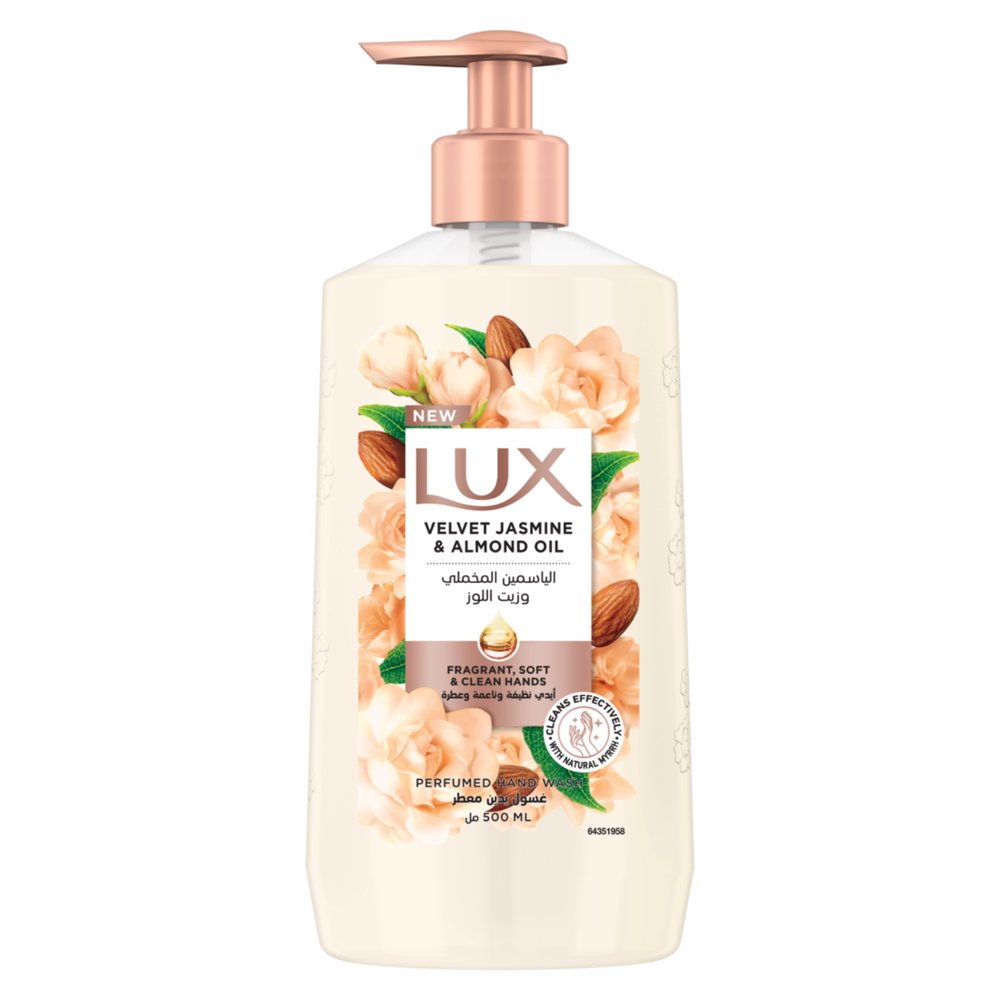 NEW
LUX
VELVET JASMINE
& ALMOND OIL
الياسمين المخملي
وزيت اللوز
FRAGRANT, SOFT
& CLEAN HANDS
أيدي نظيفة وناعمة وعطرة
• CLEANS EFFECTIVELY •
WITH NATURAL MYRRH
PERFUMED HAND WASH
غسول يدين معطر
500 ML مل
64351958